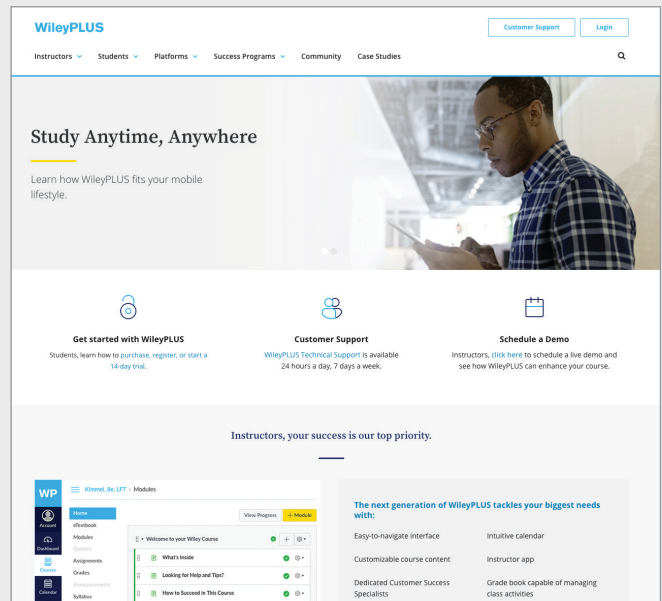 WileyPLUS
Customer Support
Login
Instructors
Students
Platforms
Success Programs
Community
Case Studies
Study Anytime, Anywhere
Learn how WileyPLUS fits your mobile
lifestyle.
Get started with WileyPLUS
Students, learn how to purchase, register, or start a
14-day trial.
Customer Support
WileyPLUS Technical Support is available
24 hours a day, 7 days a week.
Schedule a Demo
Instructors, click here to schedule a live demo and
see how WileyPLUS can enhance your course.
Instructors, your success is our top priority.
WP
Account
Dashboard
Courses
Calendar
Kimmel, 8e, LFT › Modules
Home
eTextbook
Modules
Quizzes
Assignments
Grades
Announcements
Syllabus
View Progress
+ Module
Welcome to your Wiley Course
What's Inside
Looking for Help and Tips?
How to Succeed in This Course
The next generation of WileyPLUS tackles your biggest needs
with:
Easy-to-navigate interface
Intuitive calendar
Customizable course content
Instructor app
Dedicated Customer Success
Specialists
Grade book capable of managing
class activities